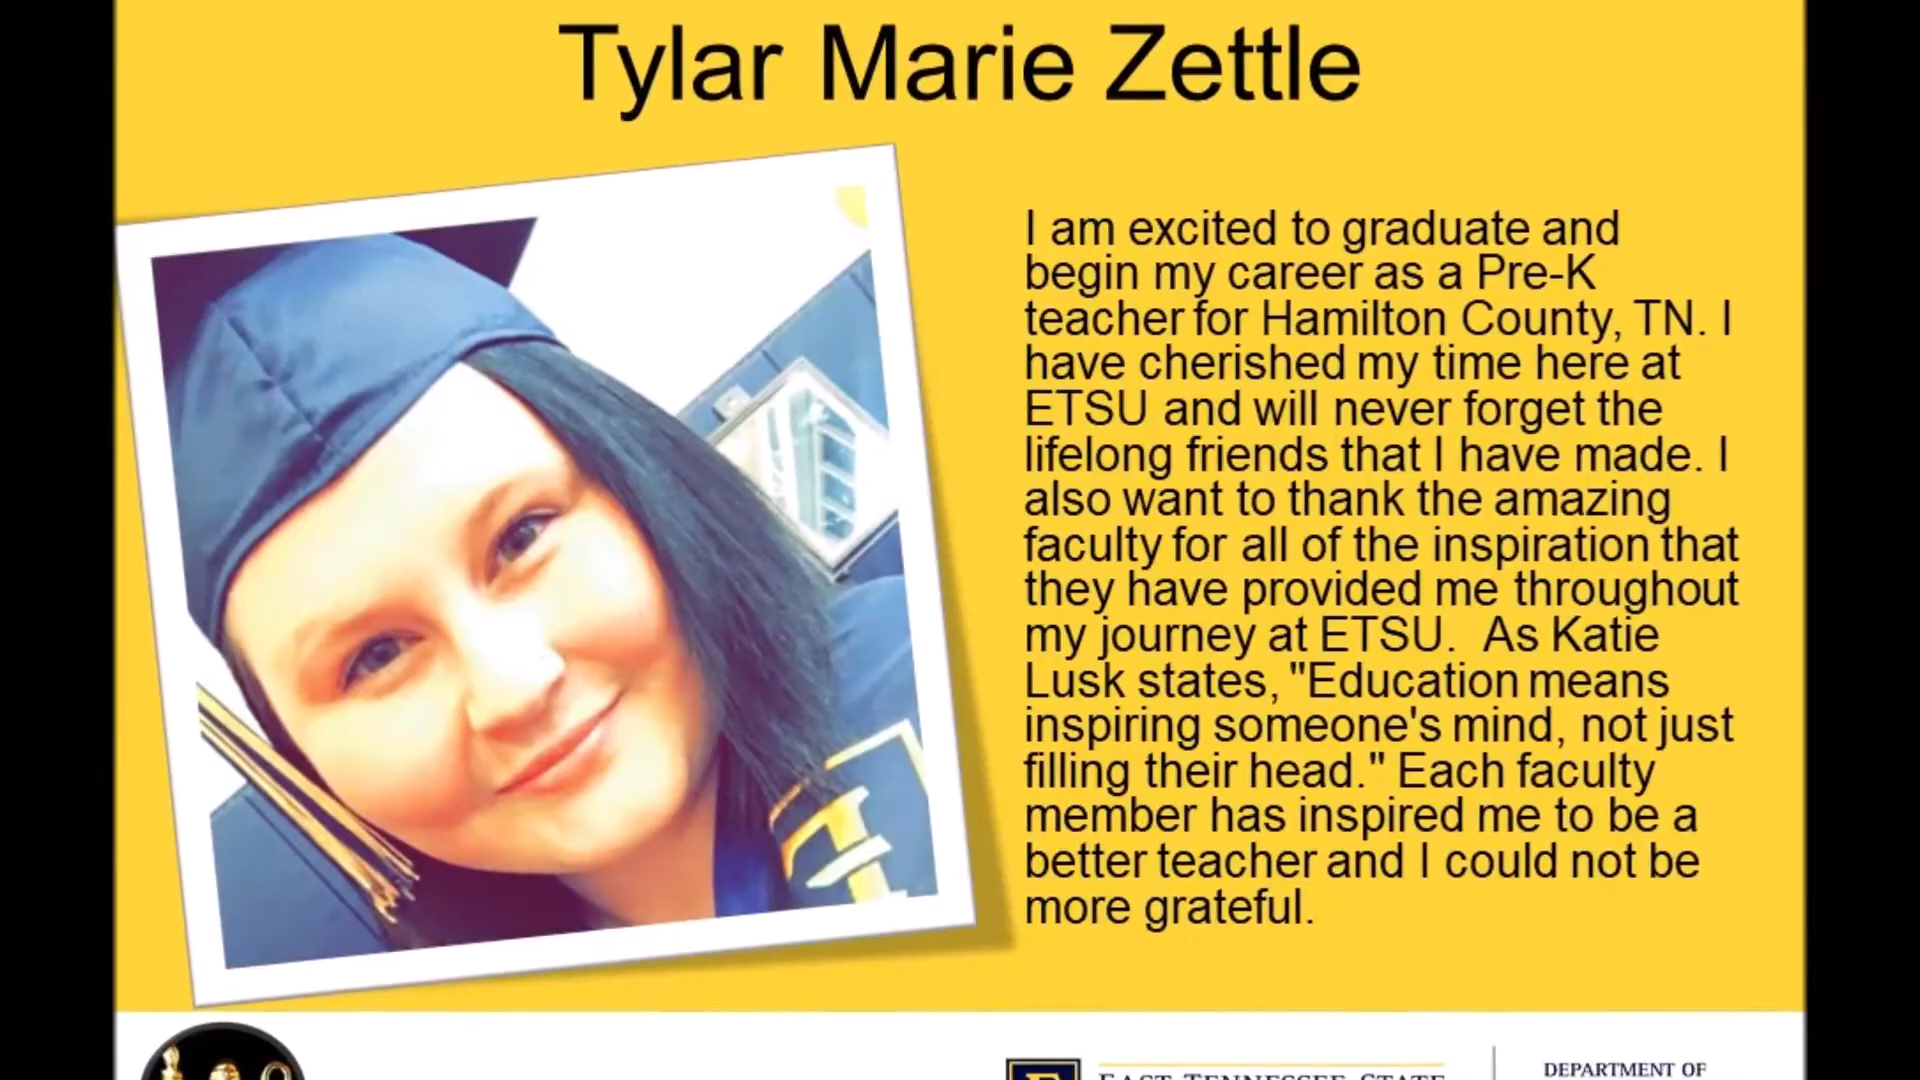 Tylar Marie Zettle
I am excited to graduate and
begin my career as a Pre-K
teacher for Hamilton County, TN. I
have cherished my time here at
ETSU and will never forget the
lifelong friends that I have made. I
also want to thank the amazing
faculty for all of the inspiration that
they have provided me throughout
my journey at ETSU.  As Katie
Lusk states, "Education means
inspiring someone's mind, not just
filling their head." Each faculty
member has inspired me to be a
better teacher and I could not be
more grateful.
EAST TENNESSEE STATE
DEPARTMENT OF